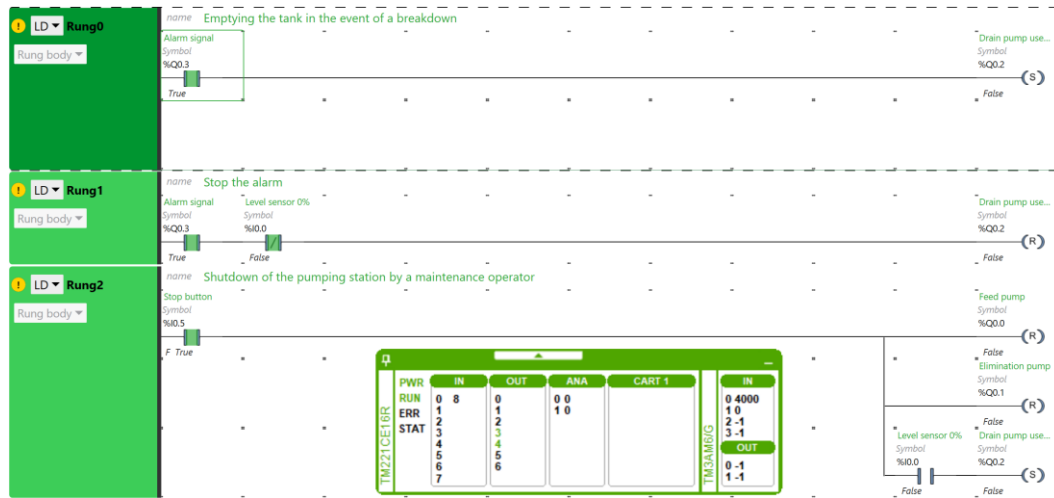 ! LD Rung0 name Emptying the tank in the event of a breakdown
Rung body
Alarm signal Drain pump use...
Symbol Symbol
%Q0.3 %Q0.2
(S)
True False
! LD Rung1 name Stop the alarm
Rung body
Alarm signal Level sensor 0% Drain pump use...
Symbol Symbol Symbol
%Q0.3 %I0.0 %Q0.2
/ (R)
True False False
! LD Rung2 name Shutdown of the pumping station by a maintenance operator
Rung body
Stop button Feed pump
Symbol Symbol
%I0.5 %Q0.0
(R)
F True False
Elimination pump
Symbol
%Q0.1
(R)
False
Level sensor 0% Drain pump use...
Symbol Symbol
%I0.0 %Q0.2
(S)
False False
TM221CE16R
PWR
RUN
ERR
STAT
IN
0 8
1
2
3
4
5
6
7
OUT
0
1
2
3
4
5
6
ANA
0 0
1 0
CART 1
TM3AM6/G
IN
0 4000
1 0
2 -1
3 -1
OUT
0 -1
1 -1